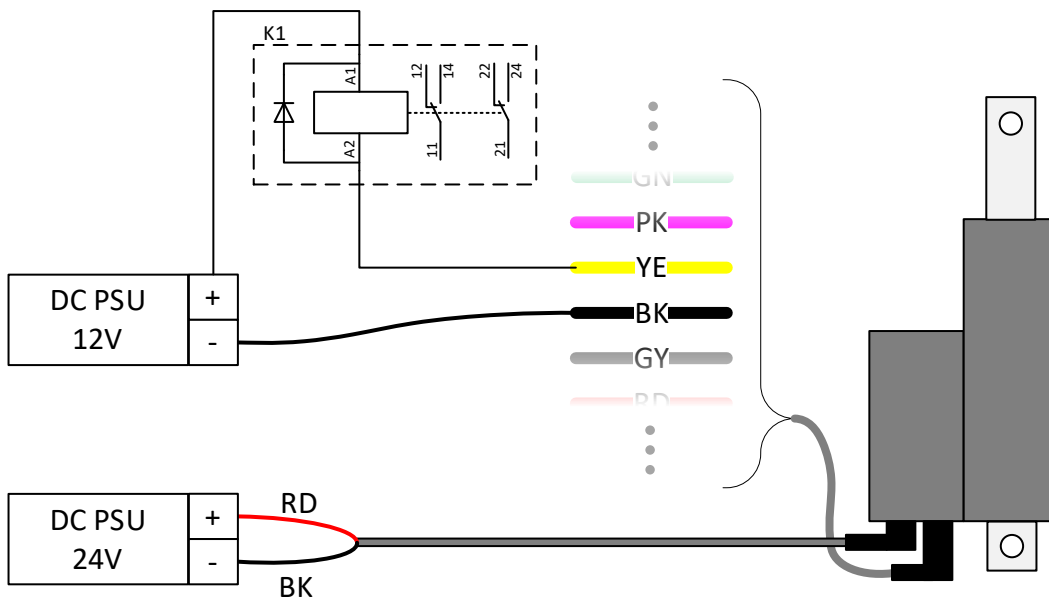 K1
A1
A2
12
14
11
22
24
21
GN
PK
YE
BK
GY
RD
DC PSU
12V
+
-
DC PSU
24V
+
-
RD
BK